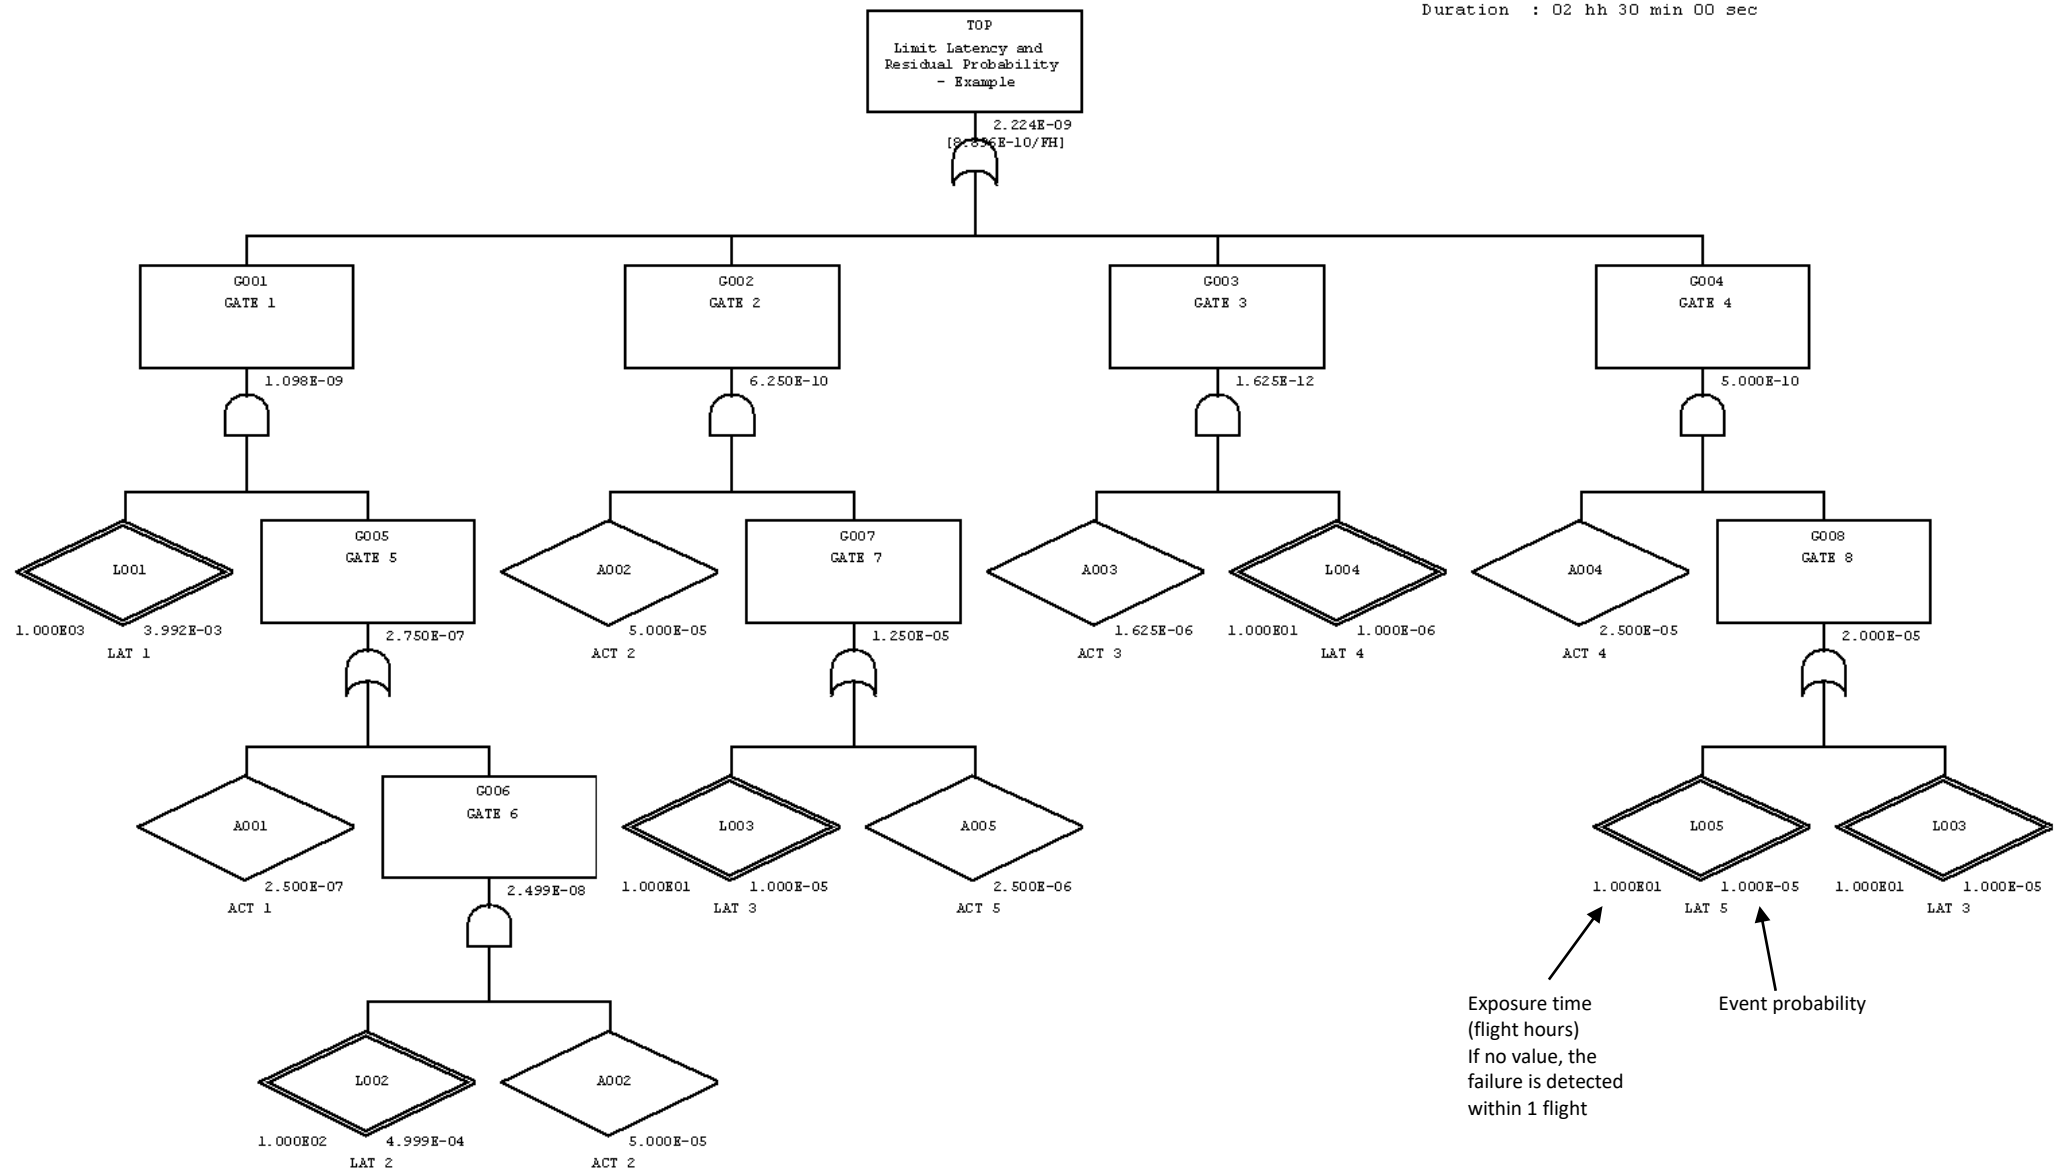 Duration  : 02 hh 30 min 00 sec
TOP
Limit Latency and
Residual Probability
- Example
2.224E-09
[8.896E-10/FH]
G001
GATE 1
1.098E-09
G002
GATE 2
6.250E-10
G003
GATE 3
1.625E-12
G004
GATE 4
5.000E-10
L001
1.000E03 3.992E-03
LAT 1
G005
GATE 5
2.750E-07
A002
5.000E-05
ACT 2
G007
GATE 7
1.250E-05
A003
1.625E-06
ACT 3
L004
1.000E01 1.000E-06
LAT 4
A004
2.500E-05
ACT 4
G008
GATE 8
2.000E-05
A001
2.500E-07
ACT 1
G006
GATE 6
2.499E-08
L003
1.000E01 1.000E-05
LAT 3
A005
2.500E-06
ACT 5
L005
1.000E01 1.000E-05
LAT 5
L003
1.000E01 1.000E-05
LAT 3
Exposure time
(flight hours)
If no value, the
failure is detected
within 1 flight
Event probability
L002
1.000E02 4.999E-04
LAT 2
A002
5.000E-05
ACT 2